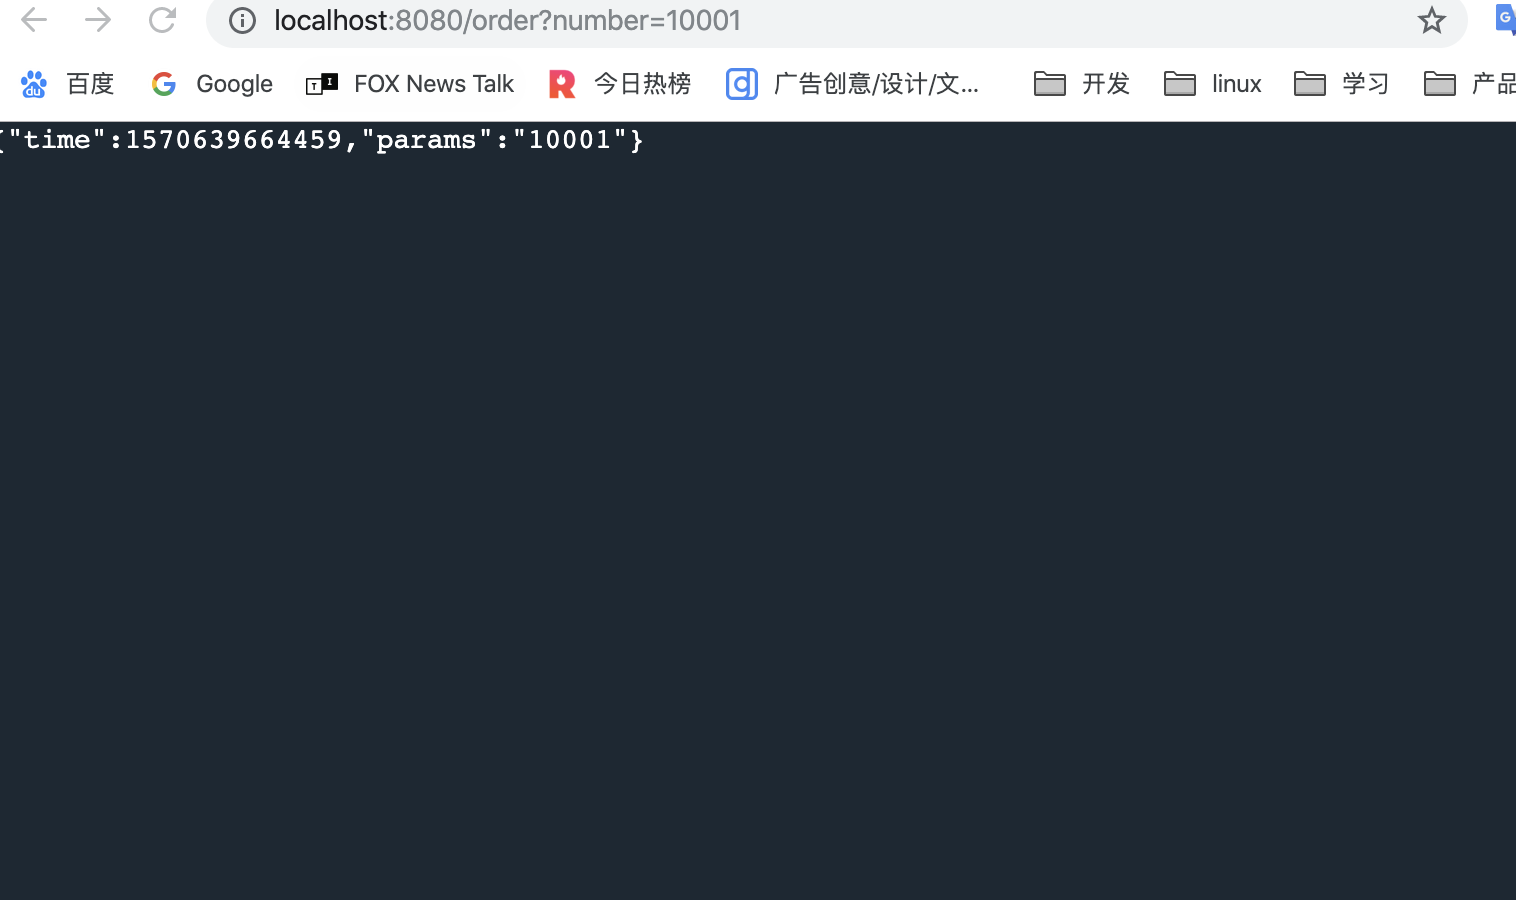 localhost:8080/order?number=10001
百度 Google FOX News Talk 今日热榜 广告创意/设计/文... 开发 linux 学习 产品
{"time":1570639664459,"params":"10001"}